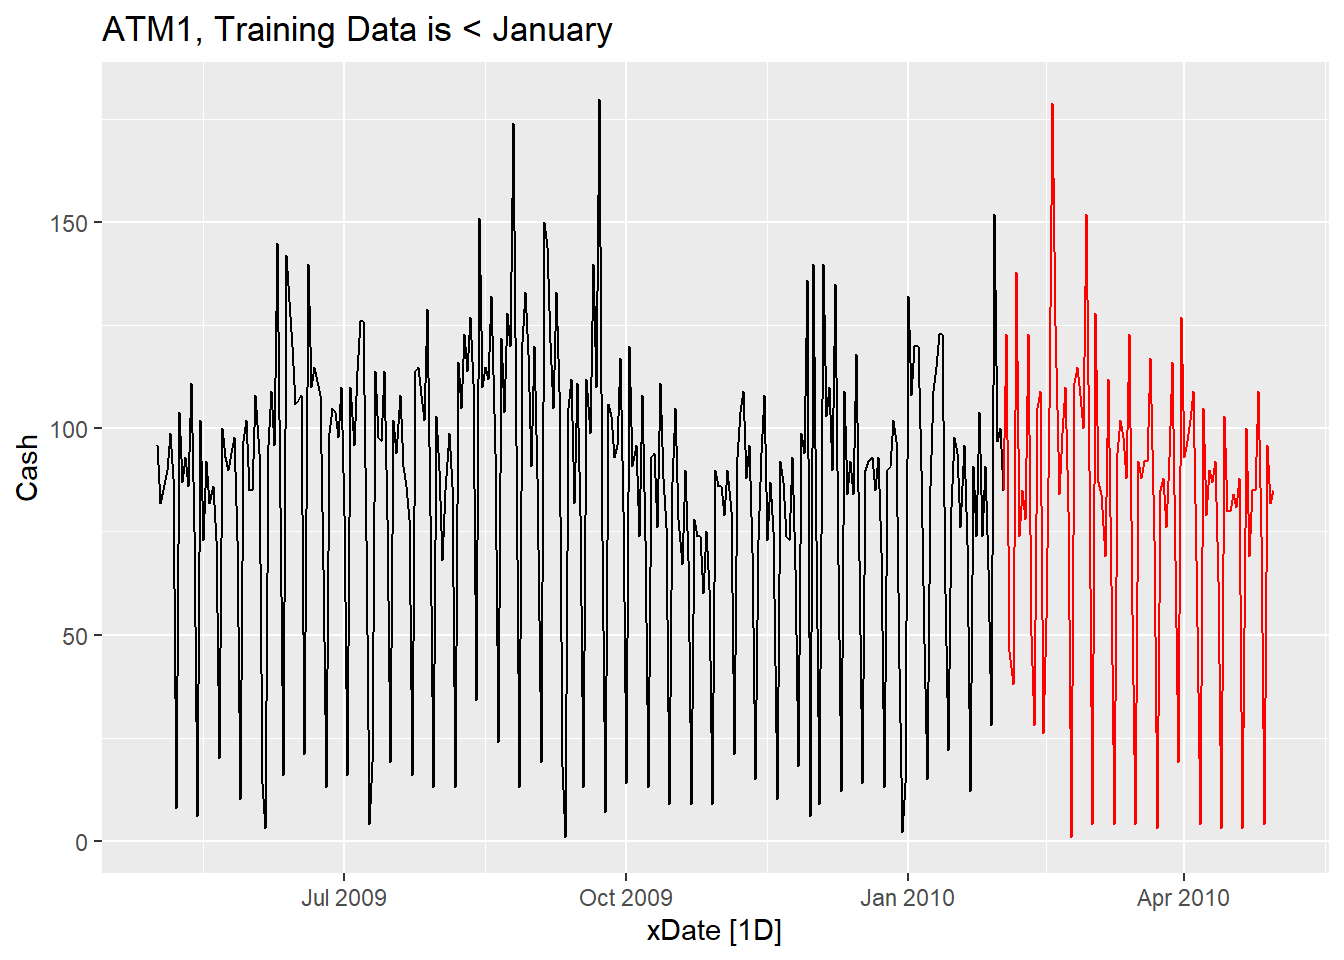 ATM1, Training Data is < January
150
100
50
0
Cash
Jul 2009
Oct 2009
Jan 2010
Apr 2010
xDate [1D]